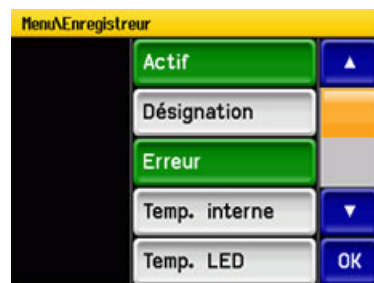 Menu\Enregistreur
Actif
Désignation
Erreur
Temp. interne
Temp. LED
OK